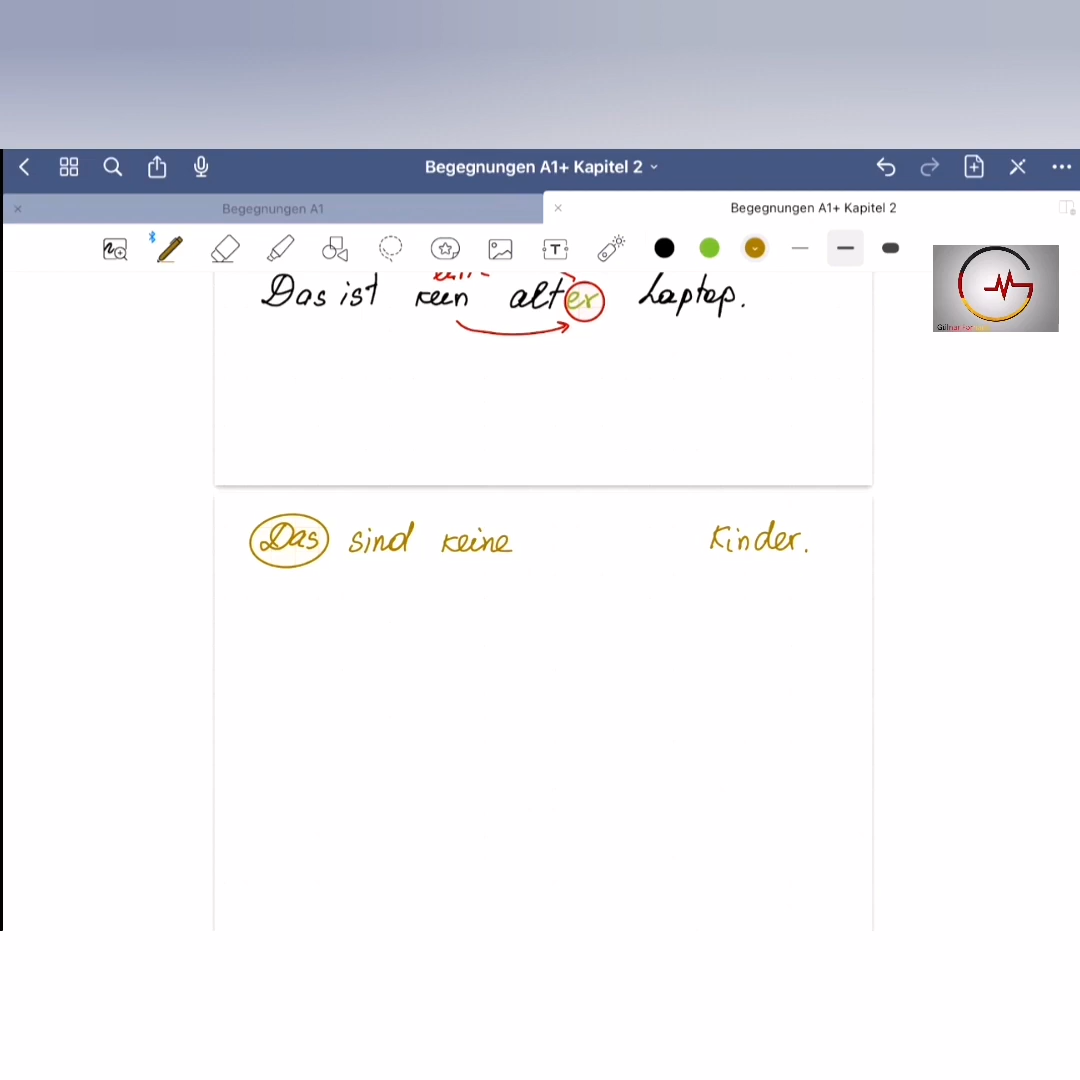 Begegnungen A1+ Kapitel 2
Begegnungen A1
Begegnungen A1+ Kapitel 2
T
Das ist kein alter Laptop.
Das sind keine Kinder.